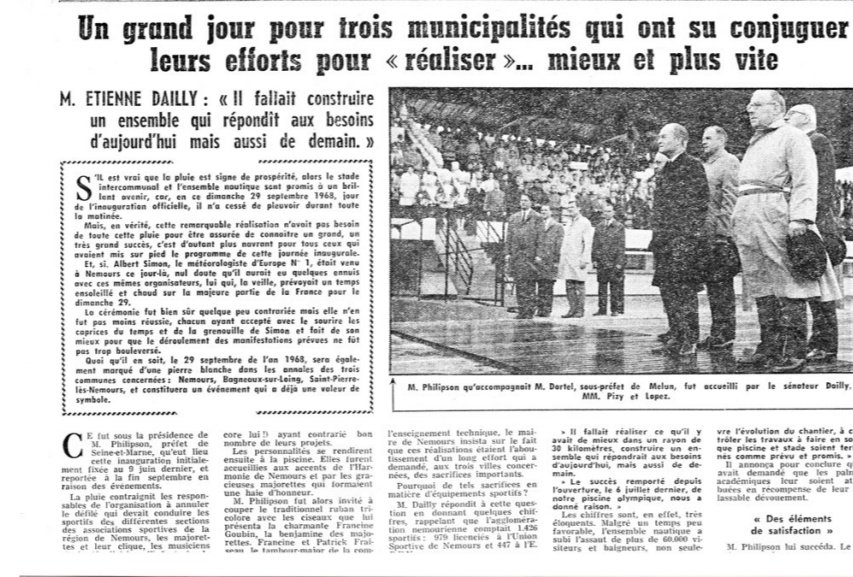 Un grand jour pour trois municipalités qui ont su conjuguer
leurs efforts pour « réaliser »... mieux et plus vite
M. ETIENNE DAILLY : « Il fallait construire
un ensemble qui répondit aux besoins
d'aujourd'hui mais aussi de demain. »
S'IL est vrai que la pluie est signe de prospérité, alors le stade
intercommunal et l'ensemble nautique sont promis à un bril-
lant avenir, car, en ce dimanche 29 septembre 1968, jour
de l'inauguration officielle, il n'a cessé de pleuvoir durant toute
la matinée.
Mais, en vérité, cette remarquable réalisation n'avait pas besoin
de toute cette pluie pour être assurée de connaître un grand, un
très grand succès, c'est d'autant plus navrant pour tous ceux qui
avaient mis sur pied le programme de cette journée inaugurale.
Et, si Albert Simon, le météorologiste d'Europe N° 1, était venu
à Nemours ce jour-là, nul doute qu'il aurait eu quelques ennuis
avec ces mêmes organisateurs, lui qui, la veille, prévoyait un temps
ensoleillé et chaud sur la majeure partie de la France pour le
dimanche 29.
La cérémonie fut bien sûr quelque peu contrariée mais elle n'en
fut pas moins réussie, chacun ayant accepté avec le sourire les
caprices du temps et de la grenouille de Simon et fait de son
mieux pour que le déroulement des manifestations prévues ne fût
pas trop bouleversé.
Quoi qu'il en soit, le 29 septembre de l'an 1968, sera égale-
ment marqué d'une pierre blanche dans les annales des trois
communes concernées : Nemours, Bagneaux-sur-Loing, Saint-Pierre-
lès-Nemours, et constituera un événement qui a déjà une valeur de
symbole.
M. Philipson qu'accompagnait M. Dortel, sous-préfet de Melun, fut accueilli par le sénateur Dailly,
MM. Pizy et Lopez.
CE fut sous la présidence de
M. Philipson, préfet de
Seine-et-Marne, qu'eut lieu
cette inauguration initiale-
ment fixée au 9 juin dernier, et
reportée à la fin septembre en
raison des événements.
La pluie contraignit les respon-
sables de l'organisation à annuler
le défilé qui devait conduire les
sportifs des différentes sections
des associations sportives de la
région de Nemours, les majoret-
tes et leur clique, les musiciens
core lui ayant contrarié bon
nombre de leurs projets.
Les personnalités se rendirent
ensuite à la piscine. Elles furent
accueillies aux accents de l'Har-
monie de Nemours et par les gra-
cieuses majorettes qui formaient
une haie d'honneur.
M. Philipson fut alors invité à
couper le traditionnel ruban tri-
colore avec les ciseaux que lui
présenta la charmante Francine
Goubin, la benjamine des majo-
rettes. Francine et Patrick Frai-
seau, le tambour-major de la com-
l'enseignement technique, le mai-
re de Nemours insista sur le fait
que ces réalisations étaient l'abou-
tissement d'un long effort qui a
demandé, aux trois villes concer-
nées, des sacrifices importants.
Pourquoi de tels sacrifices en
matière d'équipements sportifs ?
M. Dailly répondit à cette ques-
tion en donnant quelques chif-
fres, rappelant que l'aggloméra-
tion nemourienne comptait 1.426
sportifs : 979 licenciés à l'Union
Sportive de Nemours et 447 à l'E.
» Il fallait réaliser ce qu'il y
avait de mieux dans un rayon de
30 kilomètres, construire un en-
semble qui répondrait aux besoins
d'aujourd'hui, mais aussi de de-
main.
» Le succès remporté depuis
l'ouverture, le 6 juillet dernier, de
notre piscine olympique, nous a
donné raison. »
Les chiffres sont, en effet, très
éloquents. Malgré un temps peu
favorable, l'ensemble nautique a
subi l'assaut de plus de 60.000 vi-
siteurs et baigneurs, non seule-
vre l'évolution du chantier, à c
trôler les travaux à faire en so
que piscine et stade soient ter
nés comme prévu et promis. »
Il annonça pour conclure q
avait demandé que les palm
académiques leur soient at
buées en récompense de leur
lassable dévouement.
« Des éléments
de satisfaction »
M. Philipson lui succéda. Le